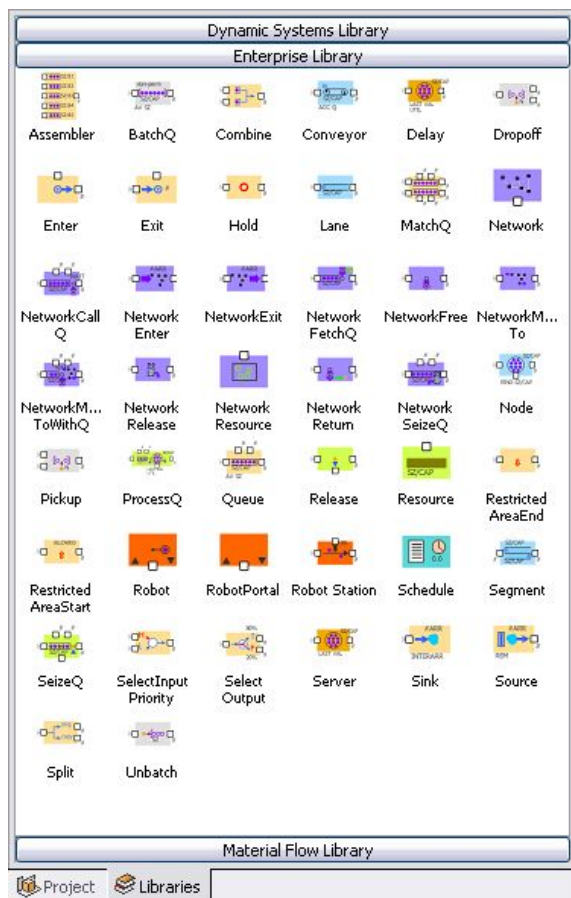 Dynamic Systems Library
Enterprise Library
Assembler BatchQ Combine Conveyor Delay Dropoff
Enter Exit Hold Lane MatchQ Network
NetworkCall Network NetworkExit Network NetworkFree NetworkM...
Q Enter FetchQ To
NetworkM... Network Network Network Network Node
ToWithQ Release Resource Return SeizeQ
SZ/CAP
Pickup ProcessQ Queue Release Resource Restricted
AreaEnd
Restricted Robot RobotPortal Robot Station Schedule Segment
AreaStart
SeizeQ SelectInput Select Server Sink Source
Priority Output
Split Unbatch
Material Flow Library
Project Libraries